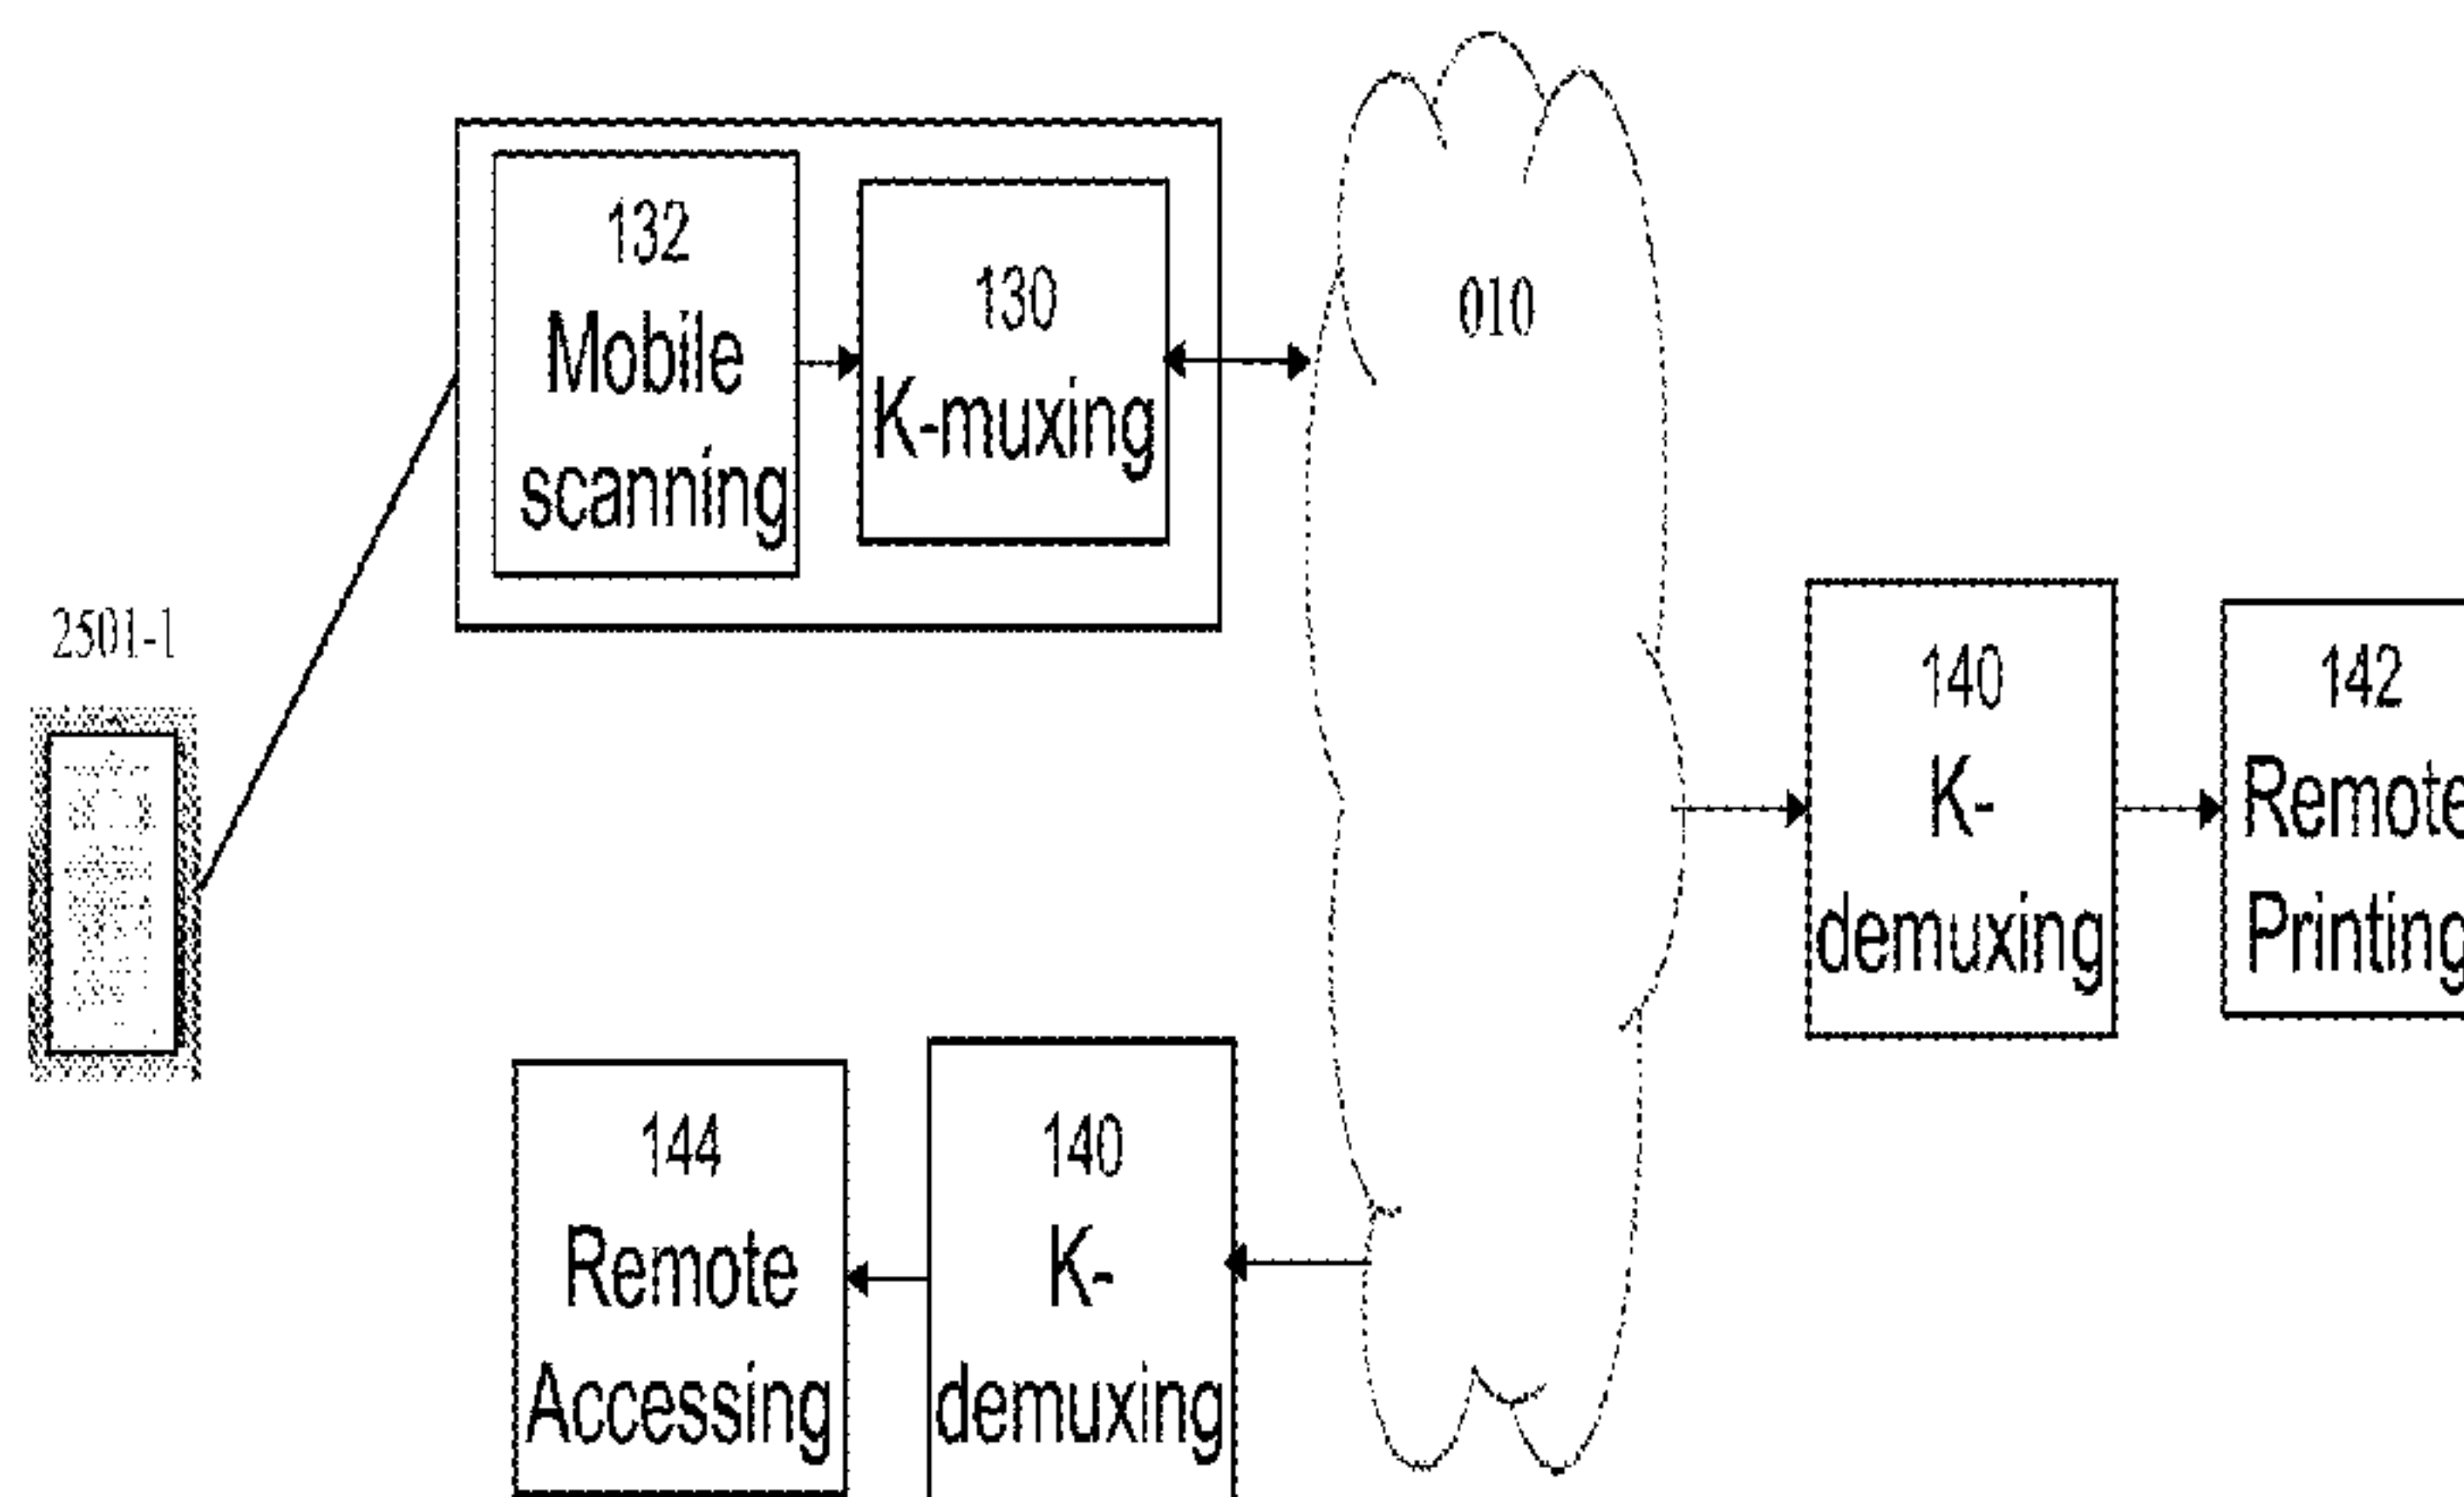 132
Mobile
scanning
130
K-muxing
010
2501-1
140
K-
demuxing
142
Remote
Printing
144
Remote
Accessing
140
K-
demuxing